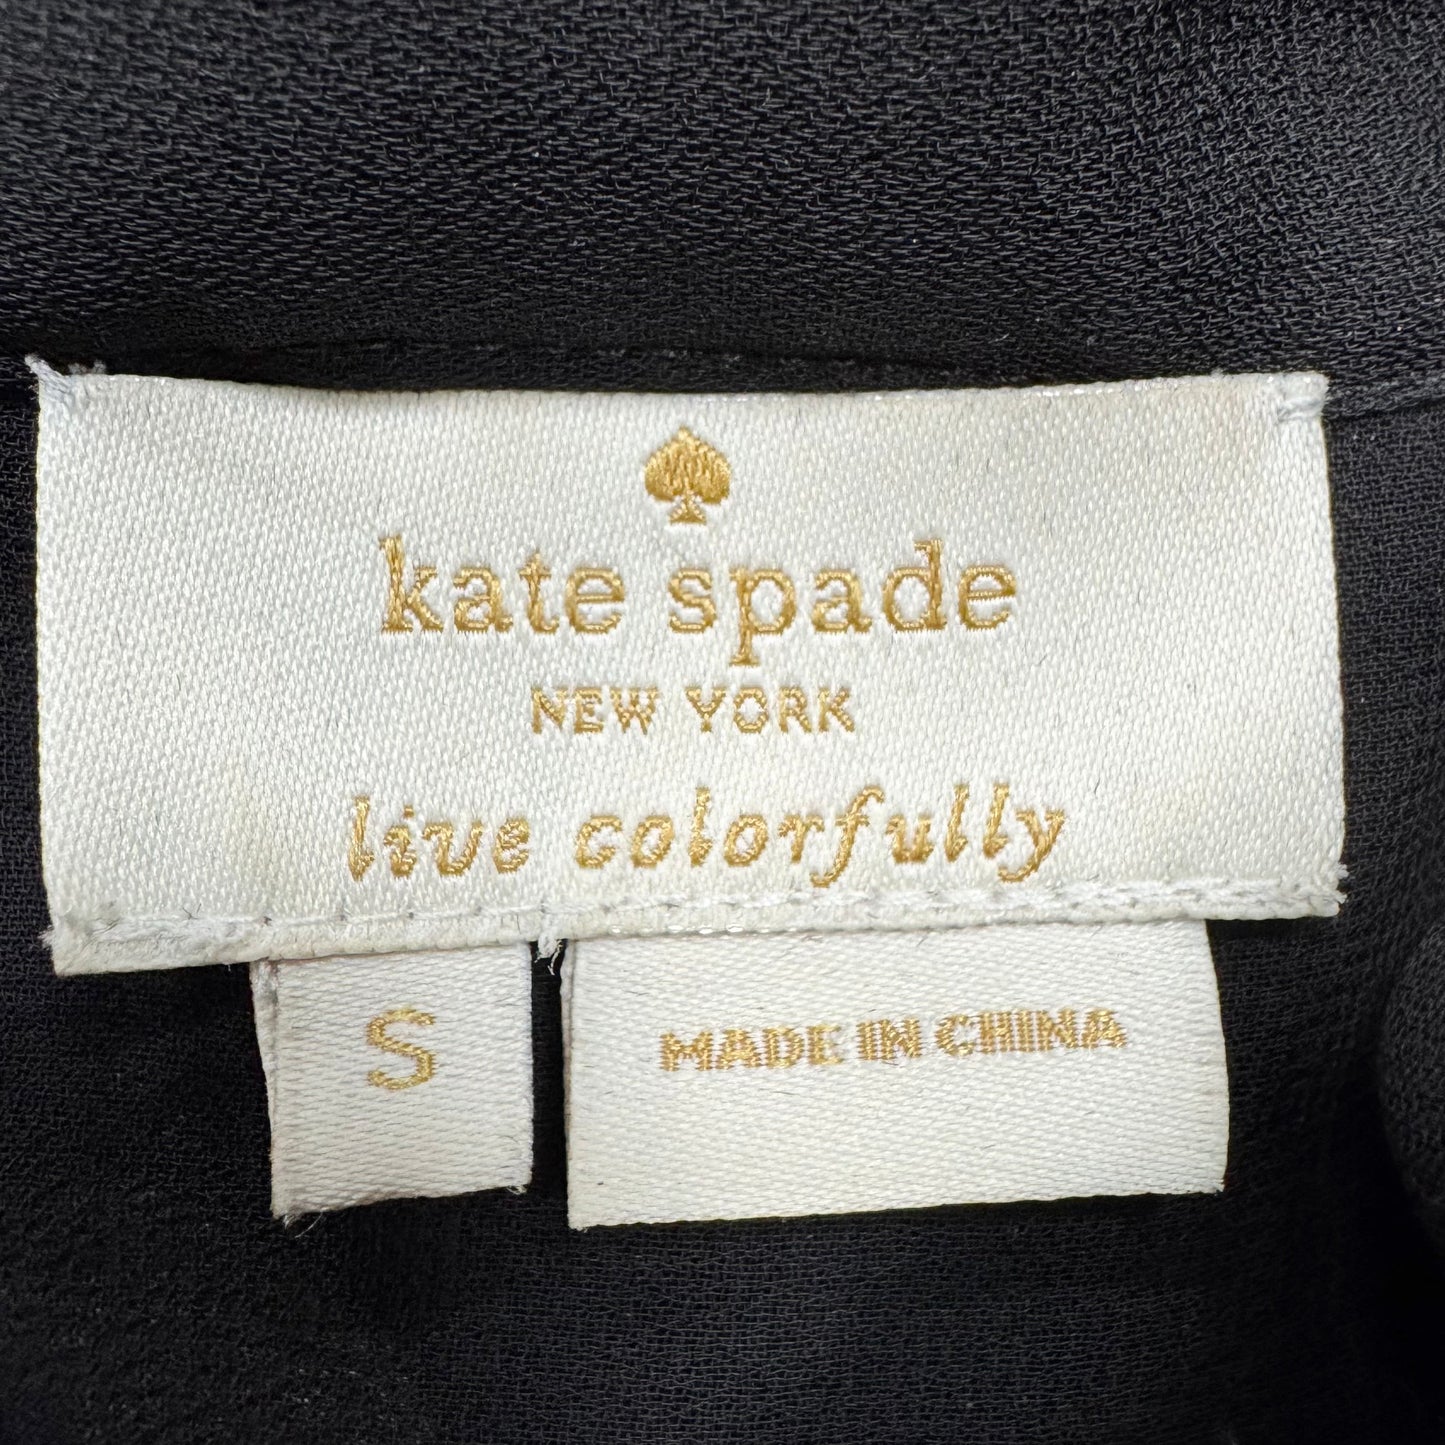 kate spade
NEW YORK
live colorfully
S
MADE IN CHINA